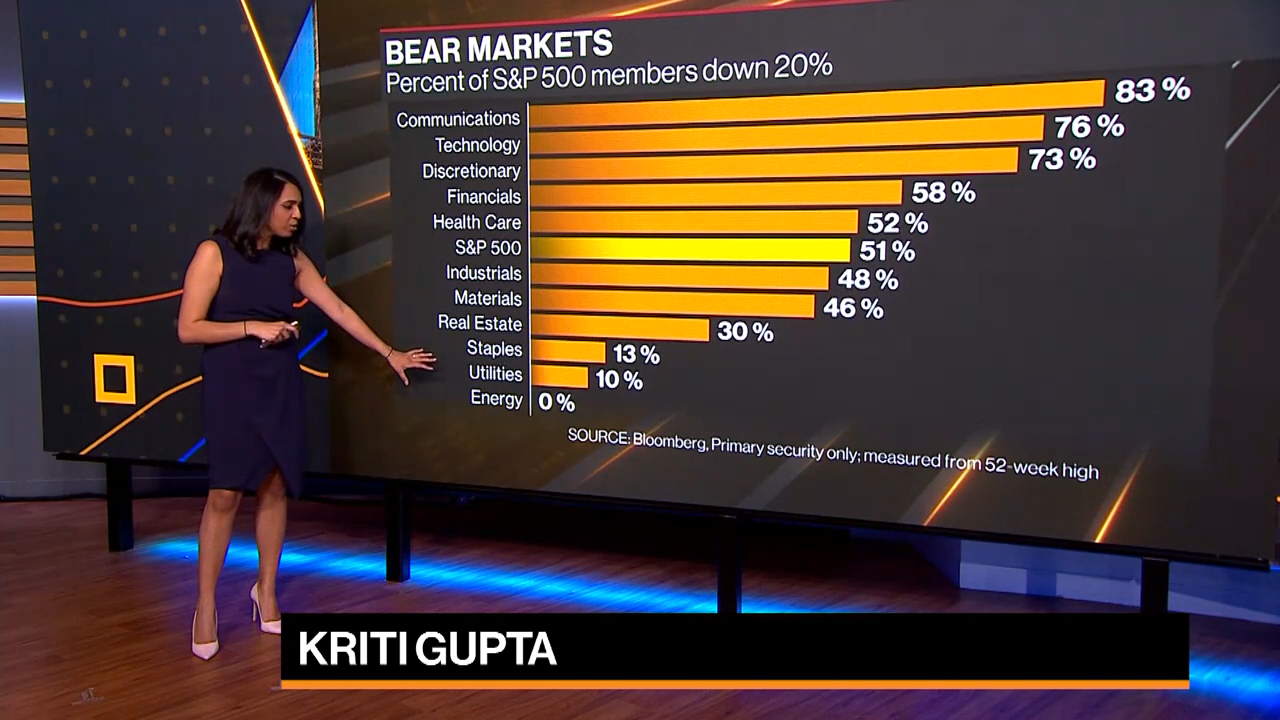 BEAR MARKETS
Percent of S&P 500 members down 20%
Communications 83%
Technology 76%
Discretionary 73%
Financials 58%
Health Care 52%
S&P 500 51%
Industrials 48%
Materials 46%
Real Estate 30%
Staples 13%
Utilities 10%
Energy 0%
SOURCE: Bloomberg, Primary security only; measured from 52-week high
KRITI GUPTA